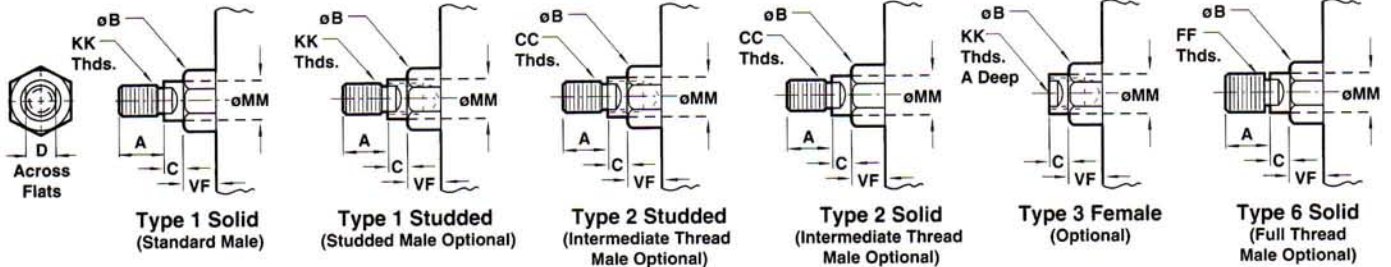 D
Across
Flats
KK
Thds.
øB
øMM
A
C
VF
Type 1 Solid
(Standard Male)
KK
Thds.
øB
øMM
A
C
VF
Type 1 Studded
(Studded Male Optional)
CC
Thds.
øB
øMM
A
C
VF
Type 2 Studded
(Intermediate Thread
Male Optional)
CC
Thds.
øB
øMM
A
C
VF
Type 2 Solid
(Intermediate Thread
Male Optional)
øB
KK
Thds.
A Deep
øMM
C
VF
Type 3 Female
(Optional)
øB
FF
Thds.
øMM
A
C
VF
Type 6 Solid
(Full Thread
Male Optional)